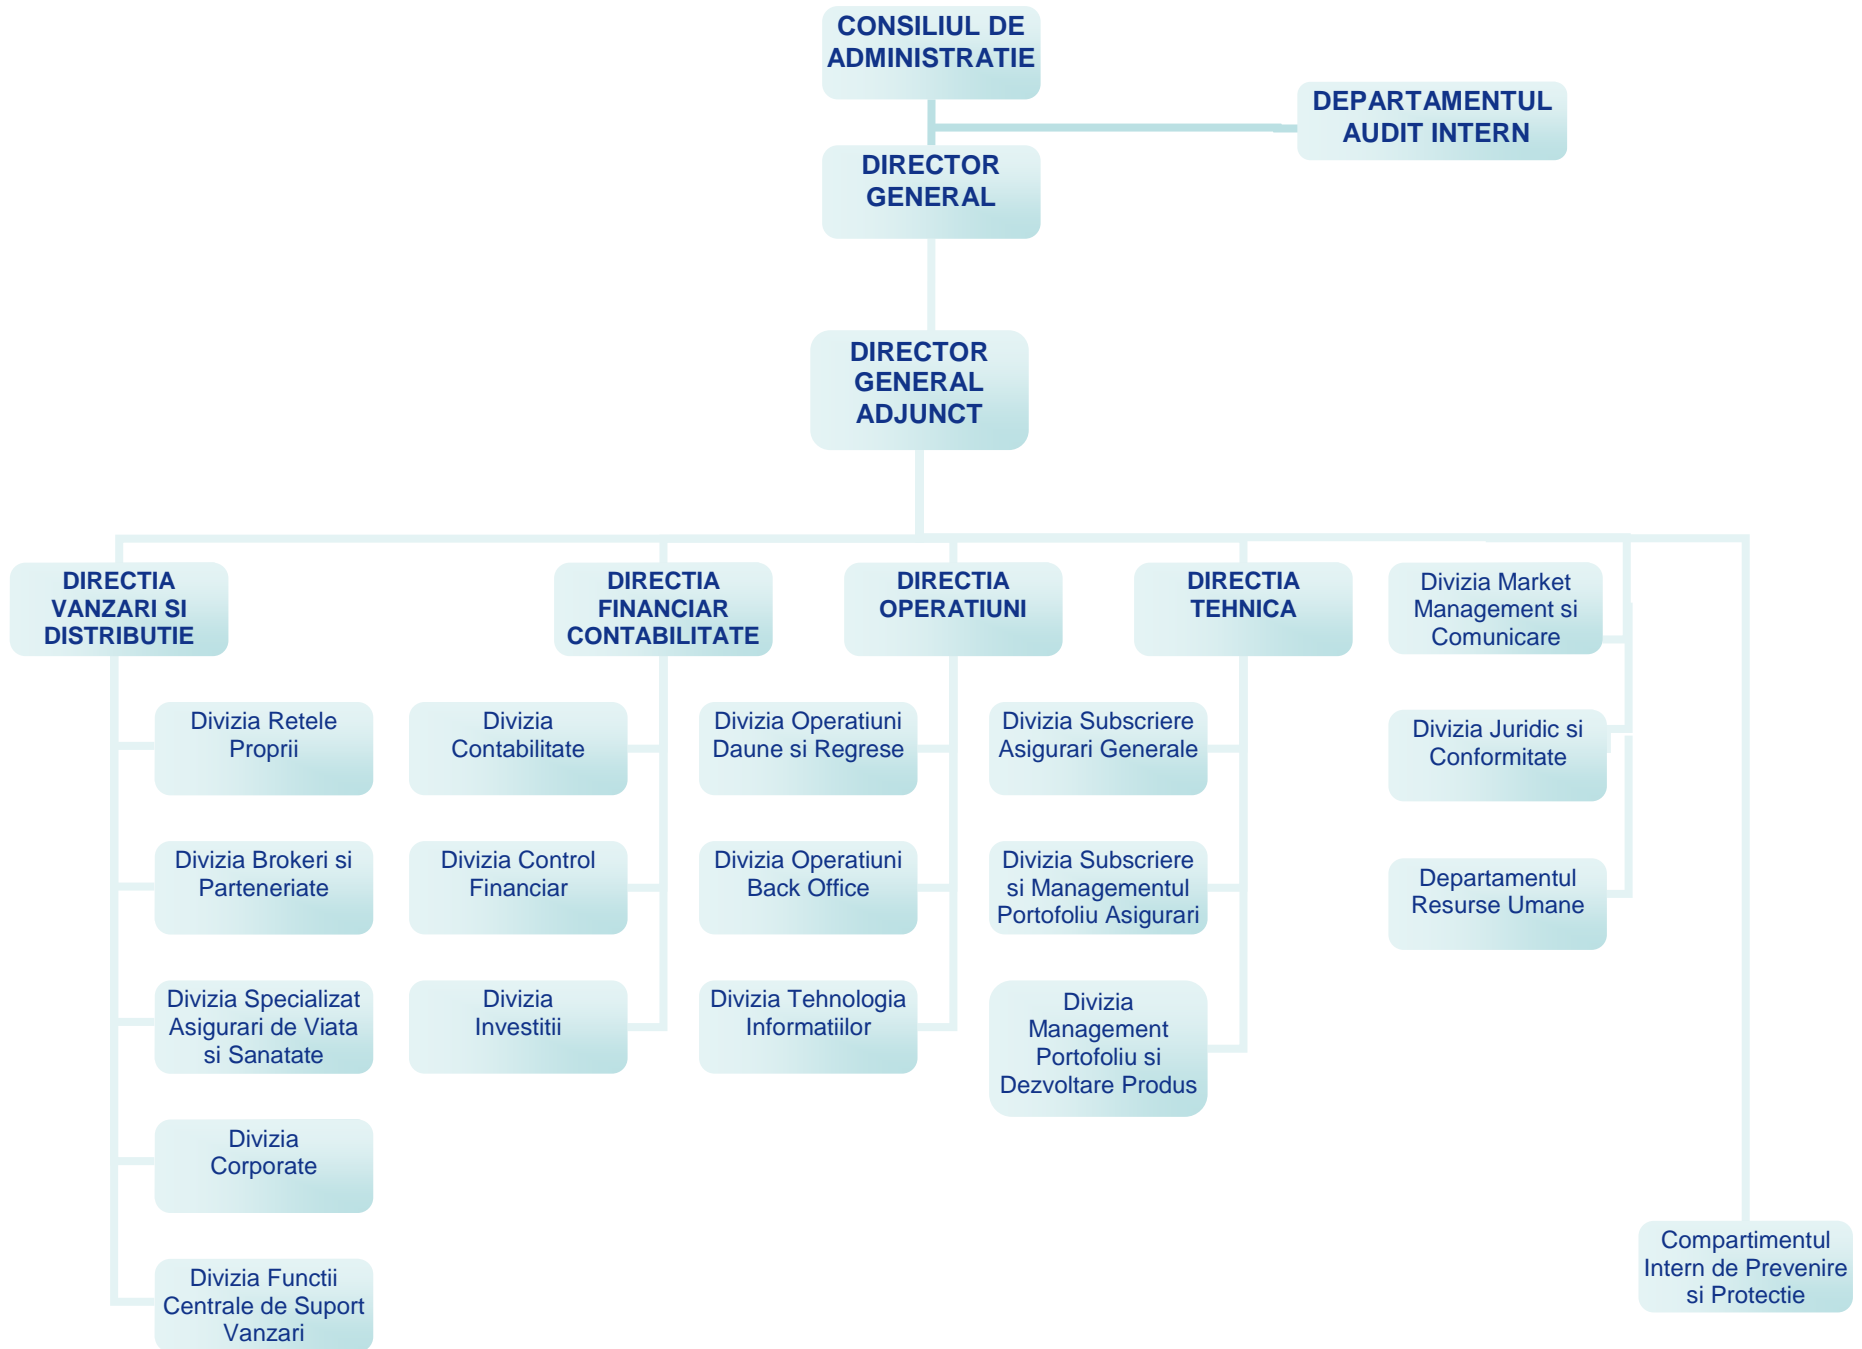 CONSILIUL DE
ADMINISTRATIE
DEPARTAMENTUL
AUDIT INTERN
DIRECTOR
GENERAL
DIRECTOR
GENERAL
ADJUNCT
DIRECTIA
VANZARI SI
DISTRIBUTIE
DIRECTIA
FINANCIAR
CONTABILITATE
DIRECTIA
OPERATIUNI
DIRECTIA
TEHNICA
Divizia Market
Management si
Comunicare
Divizia Retele
Proprii
Divizia
Contabilitate
Divizia Operatiuni
Daune si Regrese
Divizia Subscriere
Asigurari Generale
Divizia Juridic si
Conformitate
Divizia Brokeri si
Parteneriate
Divizia Control
Financiar
Divizia Operatiuni
Back Office
Divizia Subscriere
si Managementul
Portofoliu Asigurari
Departamentul
Resurse Umane
Divizia Specializat
Asigurari de Viata
si Sanatate
Divizia
Investitii
Divizia Tehnologia
Informatiilor
Divizia
Management
Portofoliu si
Dezvoltare Produs
Divizia
Corporate
Divizia Functii
Centrale de Suport
Vanzari
Compartimentul
Intern de Prevenire
si Protectie